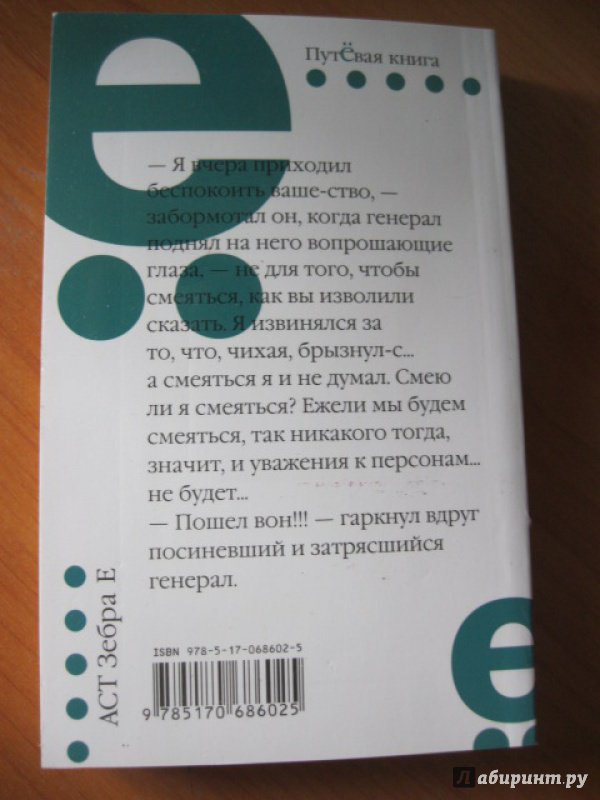 ПутЁвая книга
— Я вчера приходил
беспокоить ваше-ство, —
забормотал он, когда генерал
поднял на него вопрошающие
глаза, — не для того, чтобы
смеяться, как вы изволили
сказать. Я извинялся за
то, что, чихая, брызнул-с...
а смеяться я и не думал. Смею
ли я смеяться? Ежели мы будем
смеяться, так никакого тогда,
значит, и уважения к персонам...
не будет...
— Пошел вон!!! — гаркнул вдруг
посиневший и затрясшийся
генерал.
АСТ Зебра Е
ISBN 978-5-17-068602-5
9 785170 686025
ё
ё
лабиринт.ру